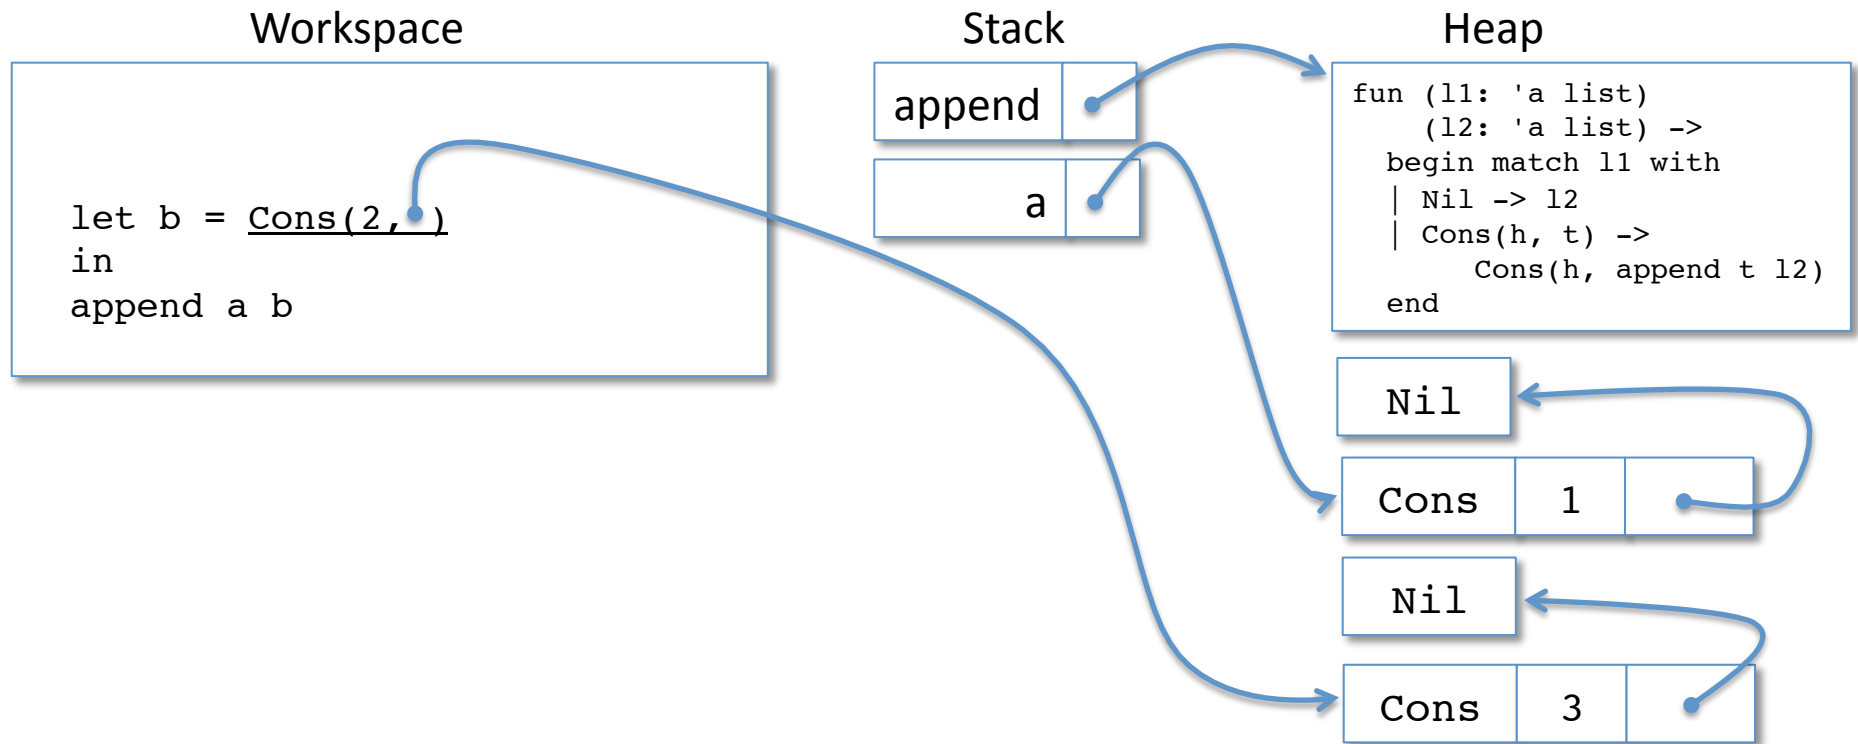 Workspace
Stack
Heap
let b = Cons(2, )
in
append a b
append
a
fun (l1: 'a list)
(l2: 'a list) ->
begin match l1 with
| Nil -> l2
| Cons(h, t) ->
Cons(h, append t l2)
end
Nil
Cons 1
Nil
Cons 3